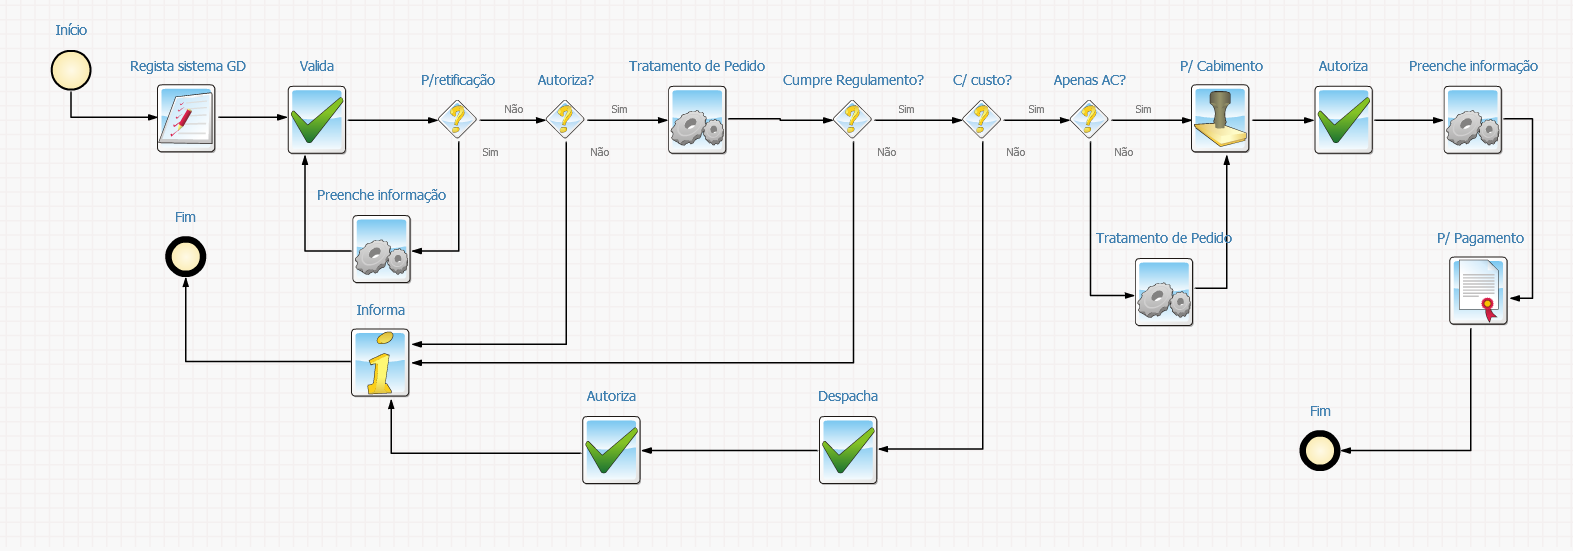 Início
Regista sistema GD
Valida
P/retificação
Autoriza?
Tratamento de Pedido
Cumpre Regulamento?
C/ custo?
Apenas AC?
P/ Cabimento
Autoriza
Preenche informação
Não
Sim
Sim
Sim
Sim
Sim
Não
Não
Não
Não
Preenche informação
Fim
Tratamento de Pedido
P/ Pagamento
Informa
Autoriza
Despacha
Fim